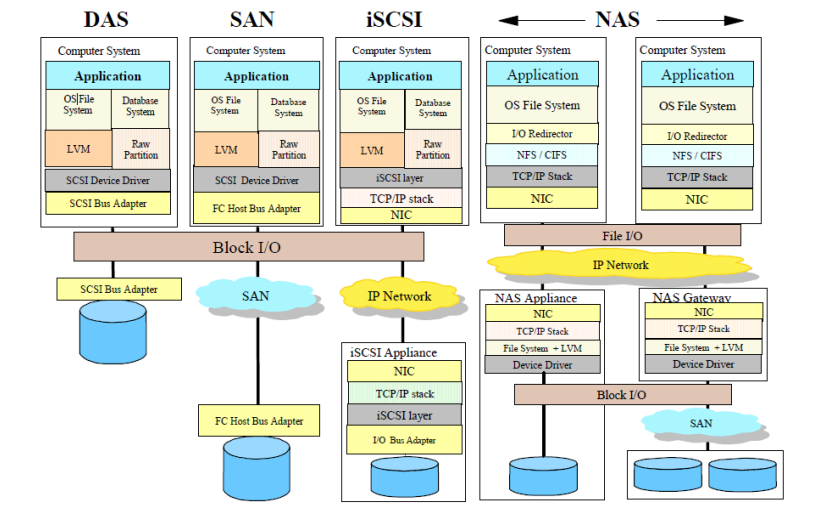 DAS
SAN
iSCSI
NAS
Computer System
Application
OS File
System
Database
System
LVM
Raw
Partition
SCSI Device Driver
SCSI Bus Adapter
Computer System
Application
OS File
System
Database
System
LVM
Raw
Partition
SCSI Device Driver
FC Host Bus Adapter
Computer System
Application
OS File
System
Database
System
LVM
Raw
Partition
iSCSI layer
TCP/IP stack
NIC
Computer System
Application
OS File System
I/O Redirector
NFS / CIFS
TCP/IP Stack
NIC
Computer System
Application
OS File System
I/O Redirector
NFS / CIFS
TCP/IP Stack
NIC
Block I/O
File I/O
IP Network
SCSI Bus Adapter
SAN
IP Network
FC Host Bus Adapter
iSCSI Appliance
NIC
TCP/IP stack
iSCSI layer
I/O Bus Adapter
NAS Appliance
NIC
TCP/IP Stack
File System + LVM
Device Driver
NAS Gateway
NIC
TCP/IP Stack
File System + LVM
Device Driver
Block I/O
SAN